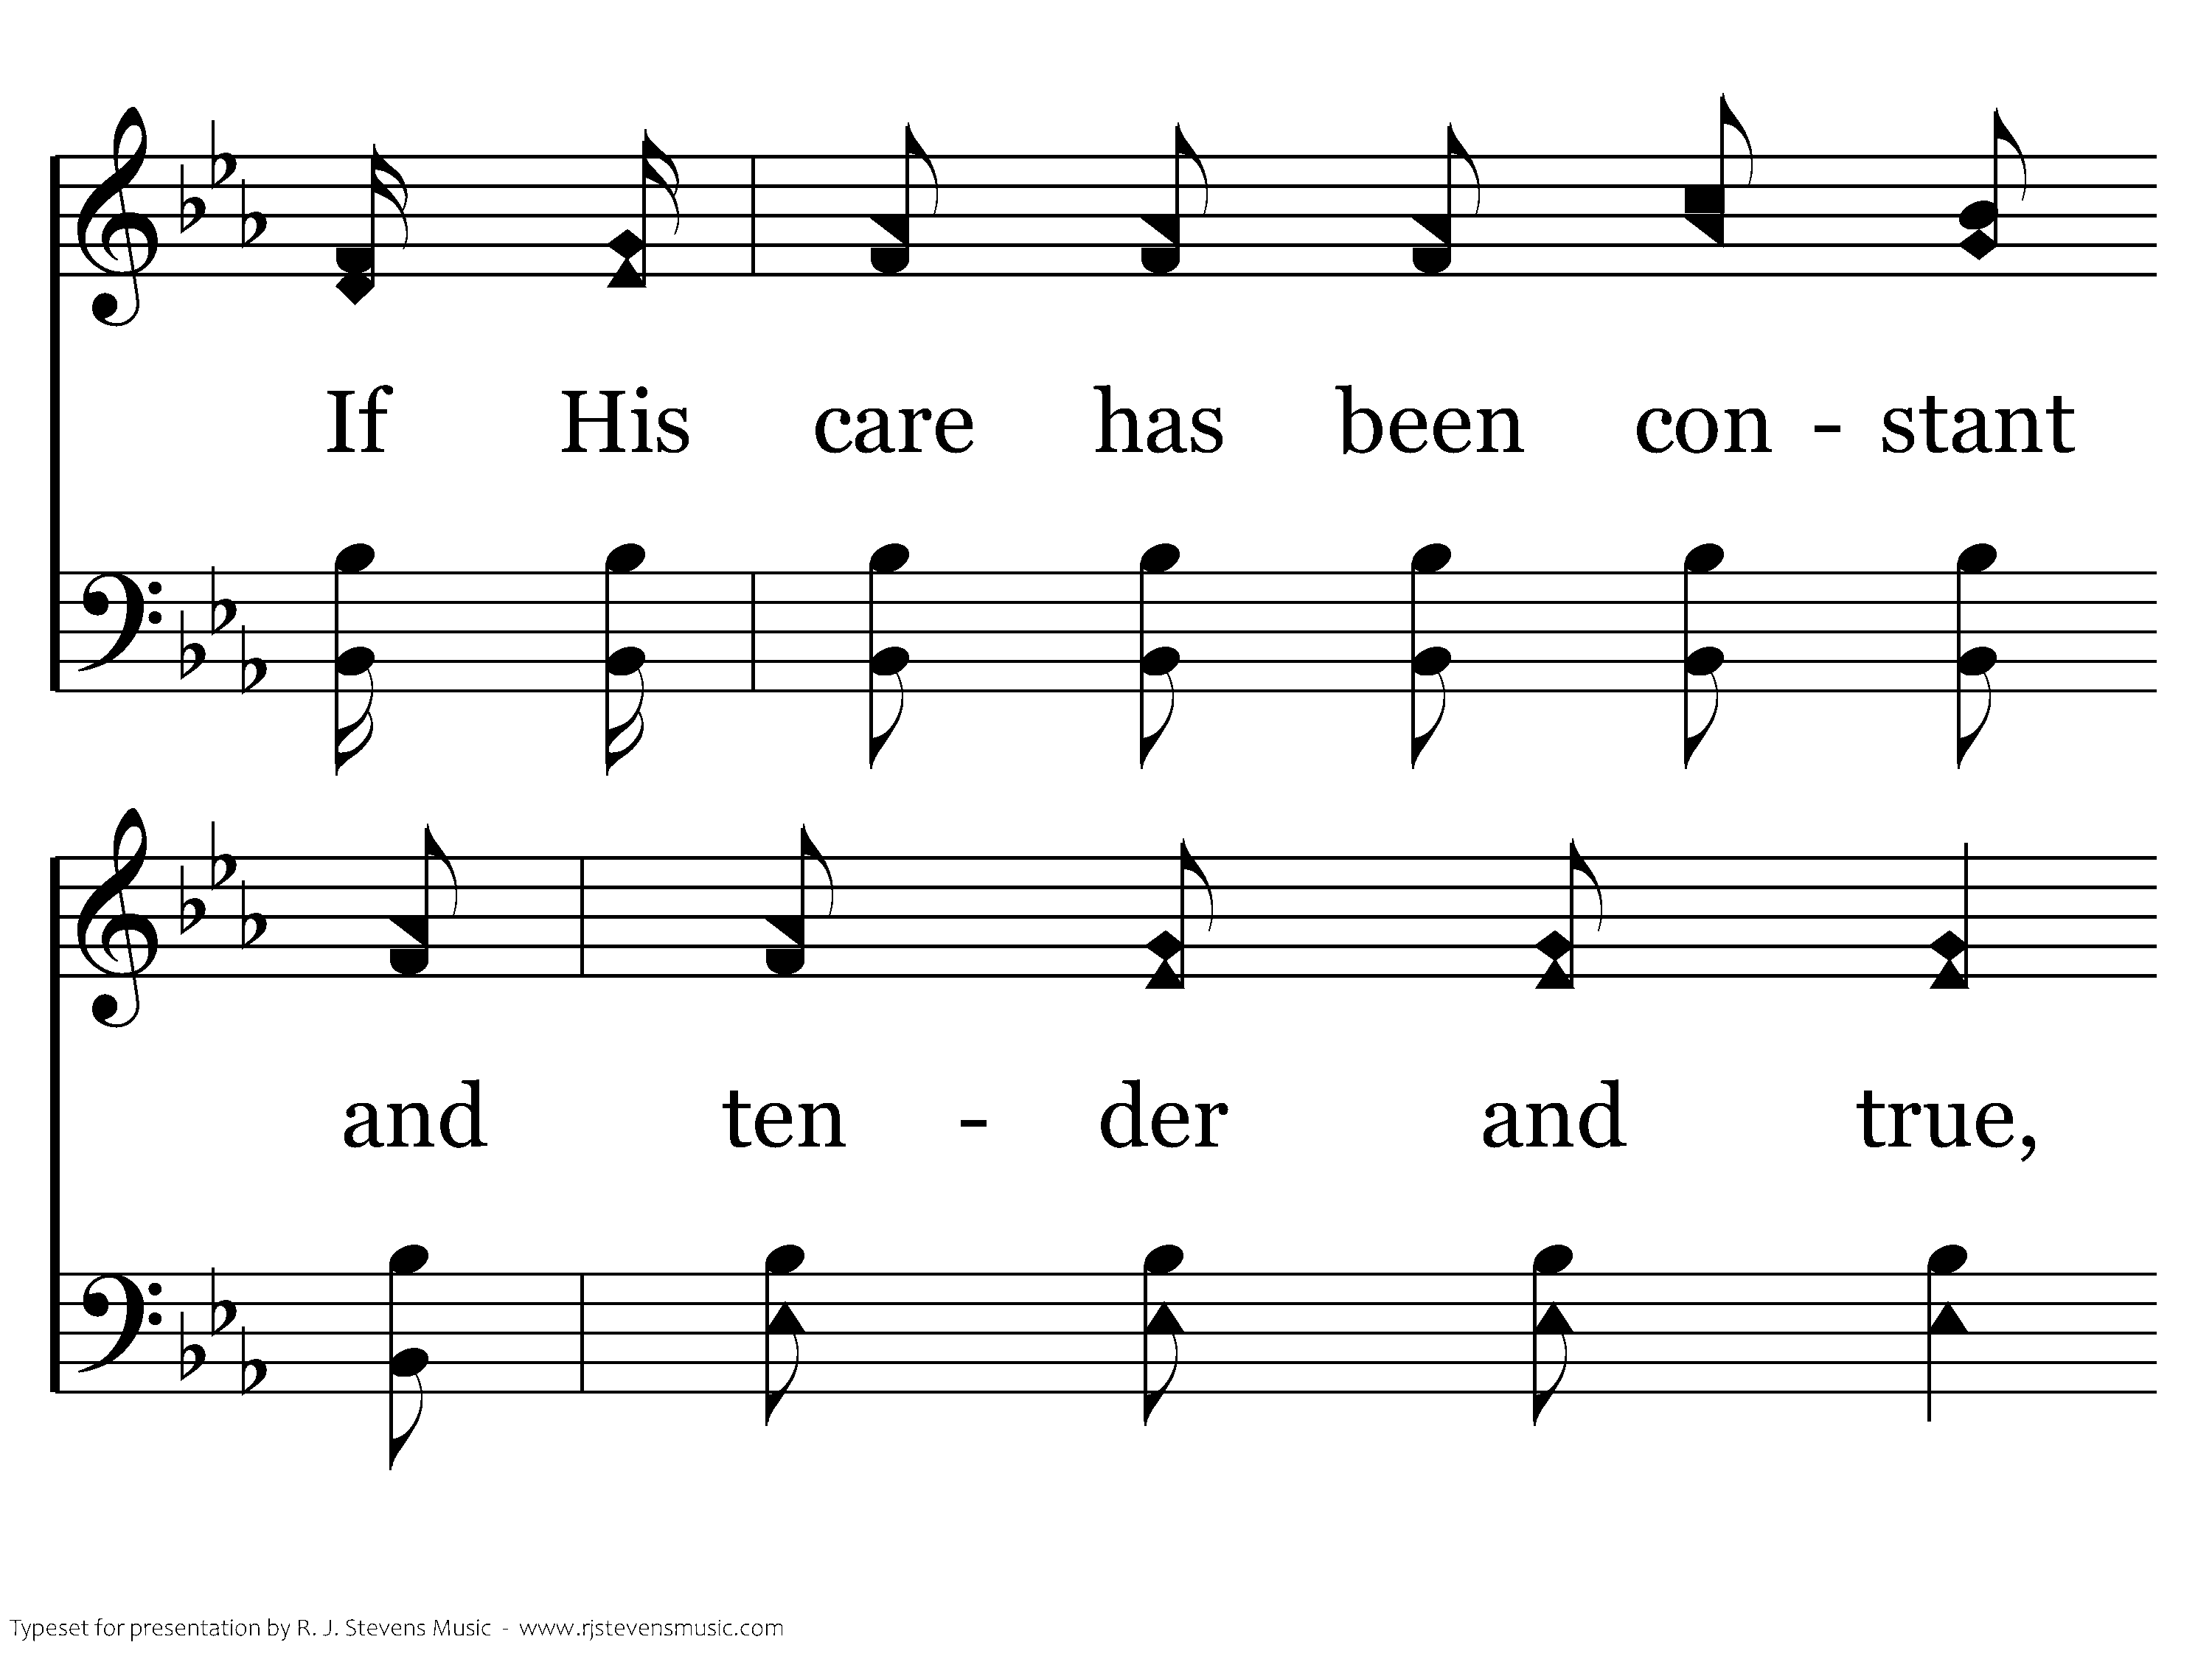 If His care has been con - stant
and ten - der and true,
Typeset for presentation by R. J. Stevens Music - www.rjstevensmusic.com